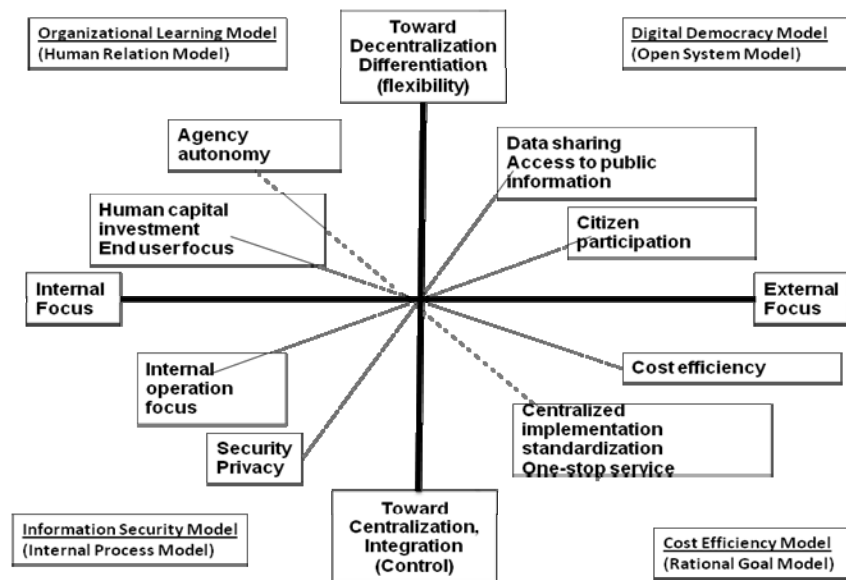 Organizational Learning Model
(Human Relation Model)
Toward
Decentralization
Differentiation
(flexibility)
Digital Democracy Model
(Open System Model)
Agency
autonomy
Data sharing
Access to public
information
Human capital
investment
End user focus
Citizen
participation
Internal
Focus
External
Focus
Internal
operation
focus
Cost efficiency
Centralized
implementation
standardization
One-stop service
Security
Privacy
Toward
Centralization,
Integration
(Control)
Information Security Model
(Internal Process Model)
Cost Efficiency Model
(Rational Goal Model)